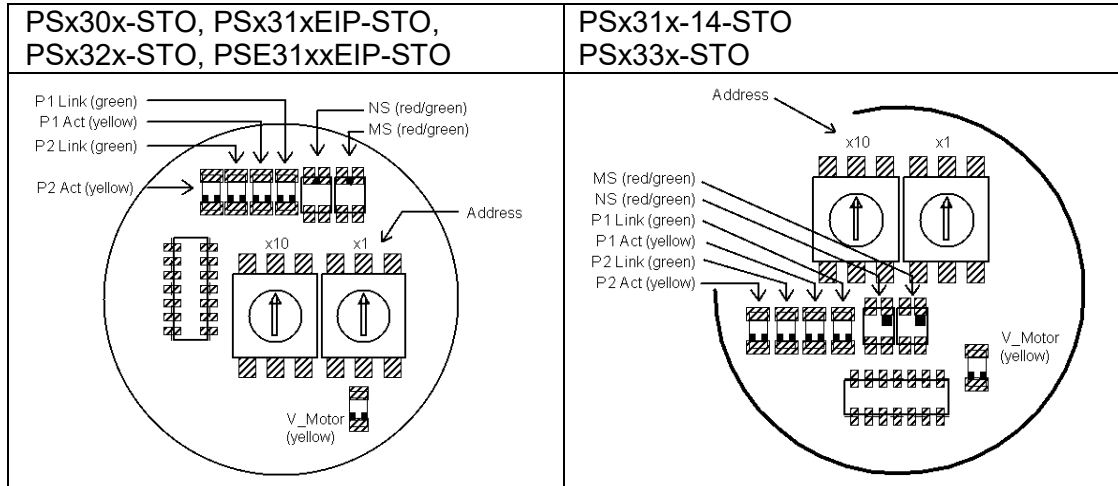 PSx30x-STO, PSx31xEIP-STO,
PSx32x-STO, PSE31xxEIP-STO
P1 Link (green)
P1 Act (yellow)
P2 Link (green)
P2 Act (yellow)
NS (red/green)
MS (red/green)
Address
x10
x1
V_Motor
(yellow)
PSx31x-14-STO
PSx33x-STO
Address
x10
x1
MS (red/green)
NS (red/green)
P1 Link (green)
P1 Act (yellow)
P2 Link (green)
P2 Act (yellow)
V_Motor
(yellow)